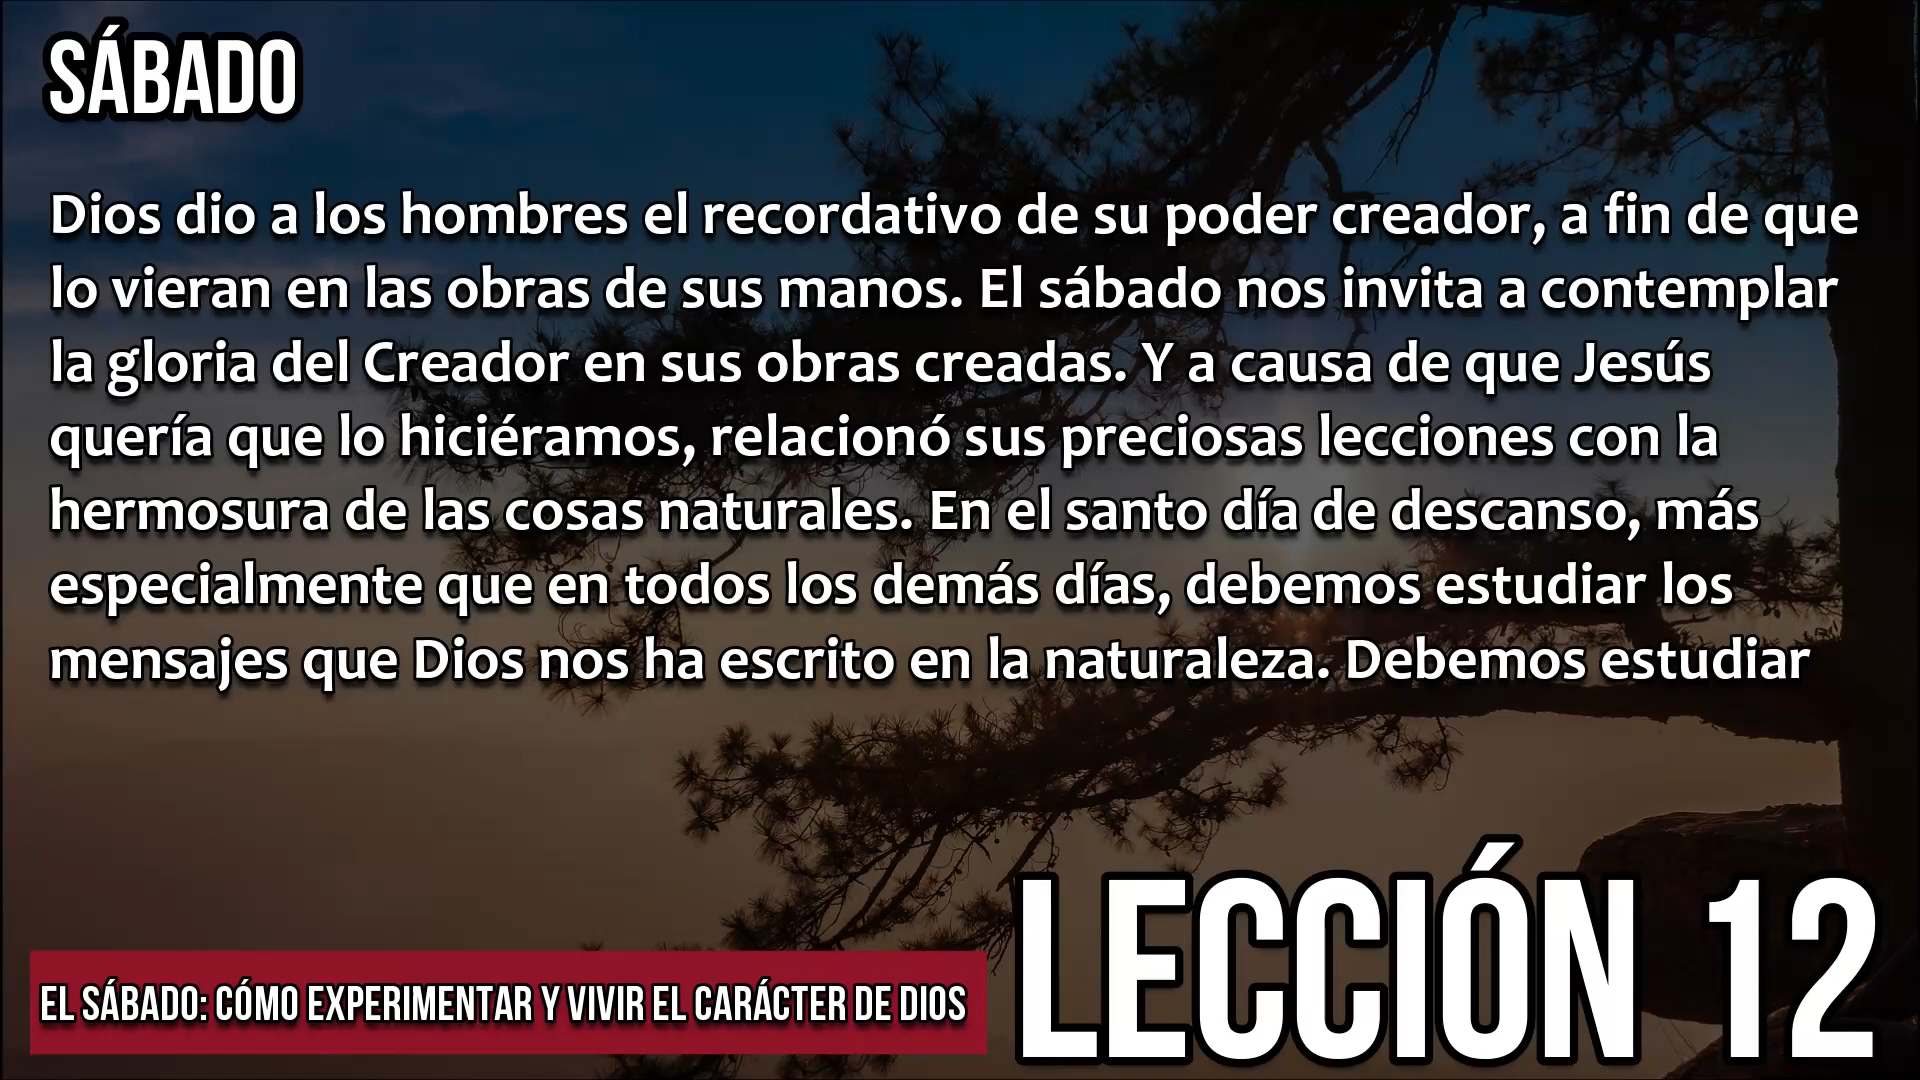 SÁBADO
Dios dio a los hombres el recordativo de su poder creador, a fin de que
lo vieran en las obras de sus manos. El sábado nos invita a contemplar
la gloria del Creador en sus obras creadas. Y a causa de que Jesús
quería que lo hiciéramos, relacionó sus preciosas lecciones con la
hermosura de las cosas naturales. En el santo día de descanso, más
especialmente que en todos los demás días, debemos estudiar los
mensajes que Dios nos ha escrito en la naturaleza. Debemos estudiar
LECCIÓN 12
EL SÁBADO: CÓMO EXPERIMENTAR Y VIVIR EL CARÁCTER DE DIOS